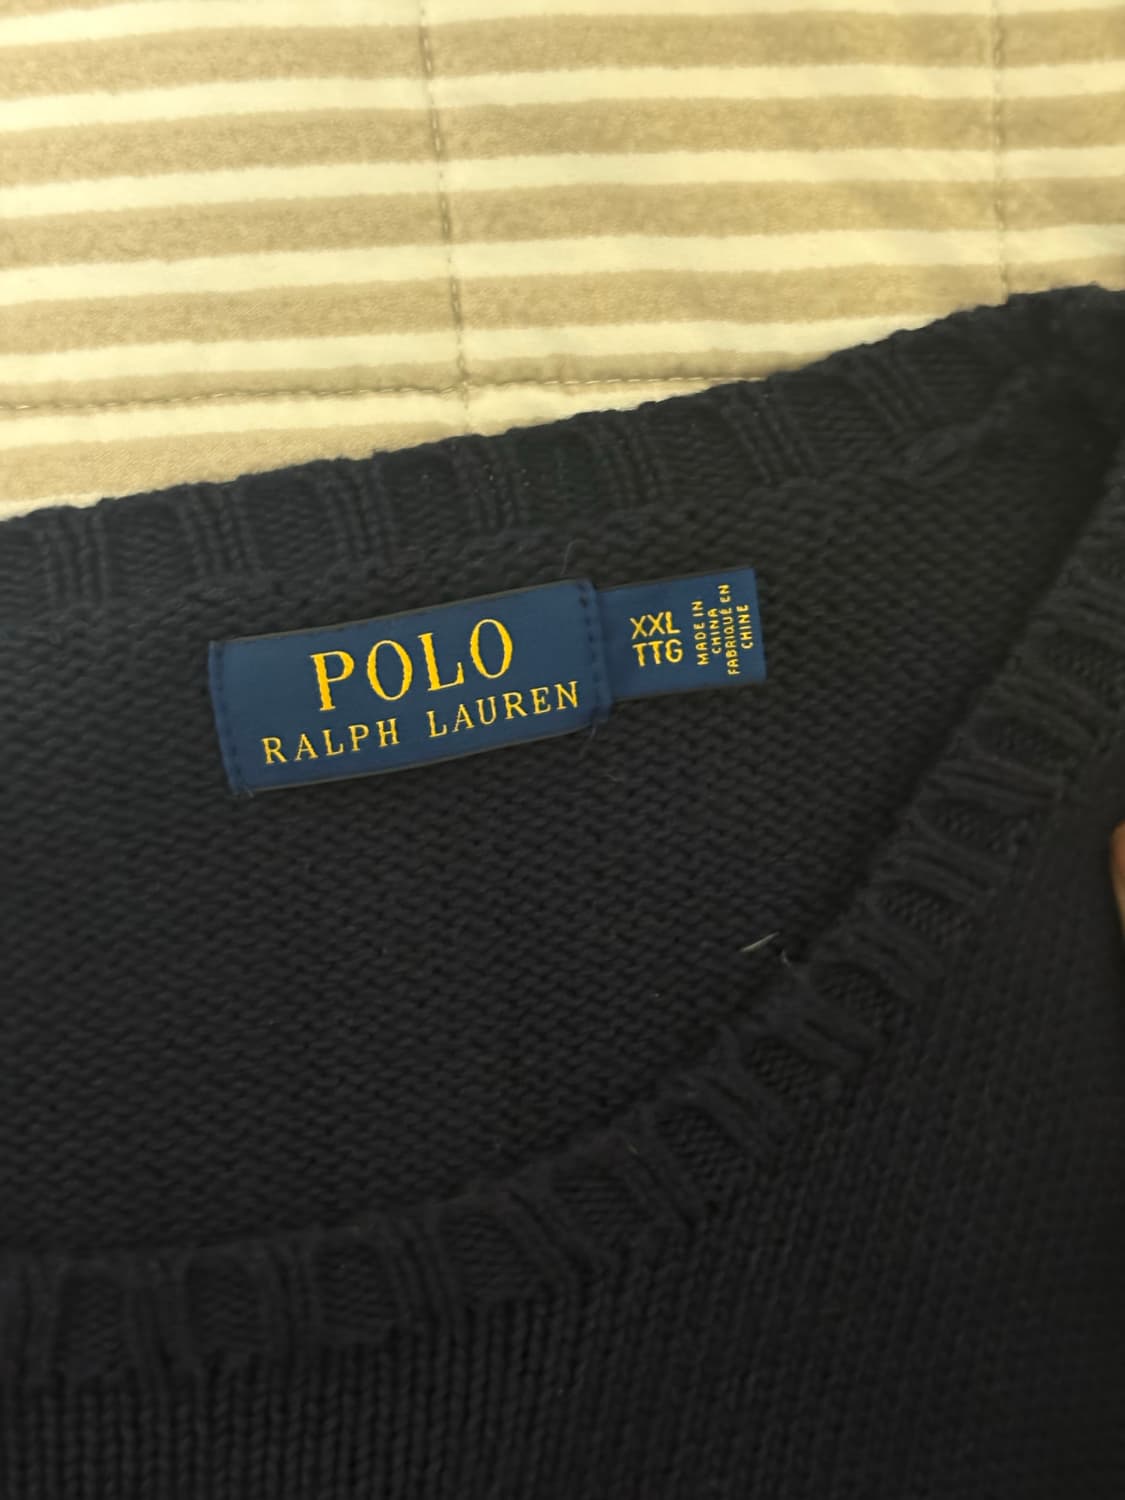 POLO
RALPH LAUREN
XXL
TTG
MADE IN
CHINA
FABRIQUÉ EN
CHINE